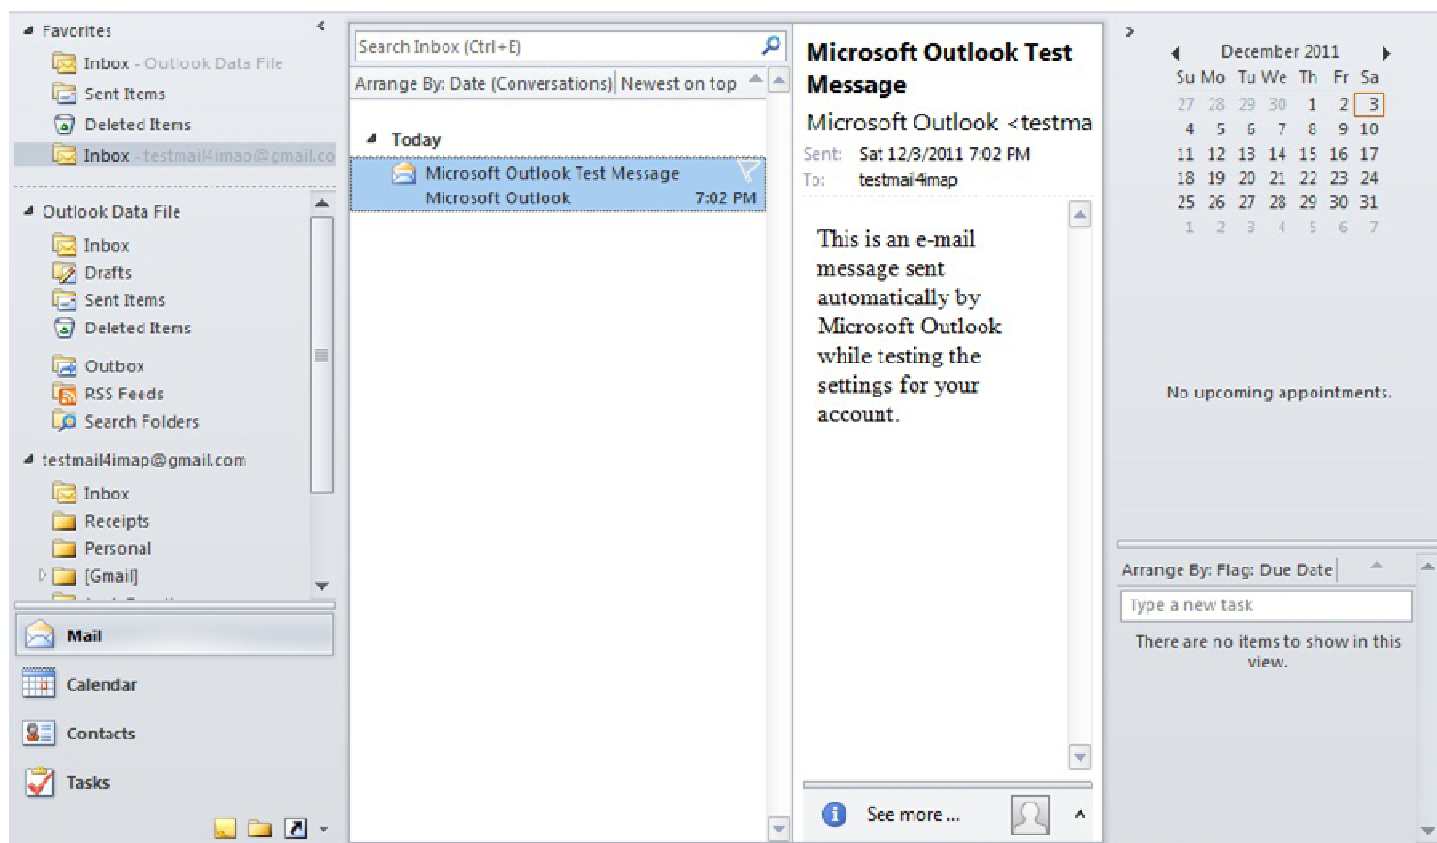 Favorites
Inbox - Outlook Data File
Sent Items
Deleted Items
Inbox - testmail4imap@gmail.co
Outlook Data File
Inbox
Drafts
Sent Items
Deleted Items
Outbox
RSS Feeds
Search Folders
testmail4imap@gmail.com
Inbox
Receipts
Personal
[Gmail]
Mail
Calendar
Contacts
Tasks
Search Inbox (Ctrl+E)
Arrange By: Date (Conversations) Newest on top
Today
Microsoft Outlook Test Message
Microsoft Outlook 7:02 PM
Microsoft Outlook Test
Message
Microsoft Outlook <testma
Sent: Sat 12/3/2011 7:02 PM
To: testmail4imap
This is an e-mail
message sent
automatically by
Microsoft Outlook
while testing the
settings for your
account.
See more ...
December 2011
Su Mo Tu We Th Fr Sa
27 28 29 30 1 2 3
4 5 6 7 8 9 10
11 12 13 14 15 16 17
18 19 20 21 22 23 24
25 26 27 28 29 30 31
1 2 3 4 5 6 7
No upcoming appointments.
Arrange By: Flag: Due Date
Type a new task
There are no items to show in this
view.